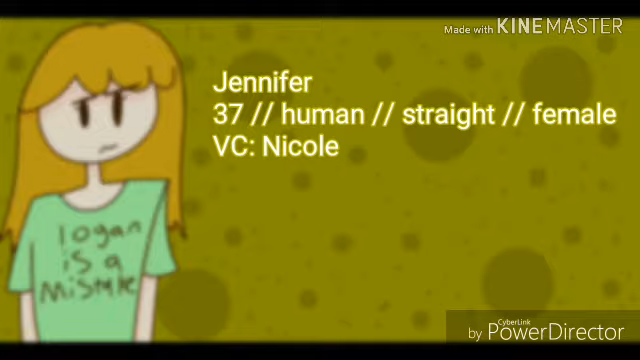 Made with KINEMASTER
Jennifer
37 // human // straight // female
VC: Nicole
logan
is a
Mistake
CyberLink
by PowerDirector